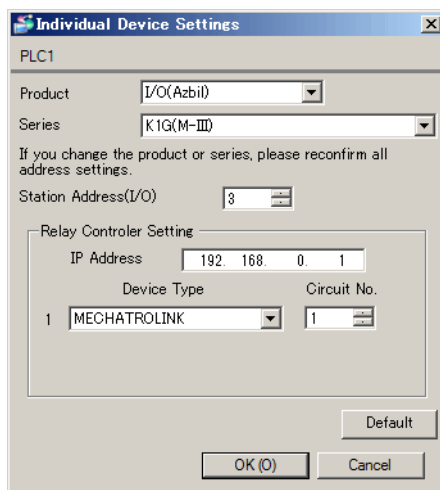 Individual Device Settings
PLC1
Product I/O(Azbil)
Series K1G(M-III)
If you change the product or series, please reconfirm all
address settings.
Station Address(I/O) 3
Relay Controler Setting
IP Address 192. 168. 0. 1
Device Type Circuit No.
1 MECHATROLINK 1
Default
OK (O) Cancel